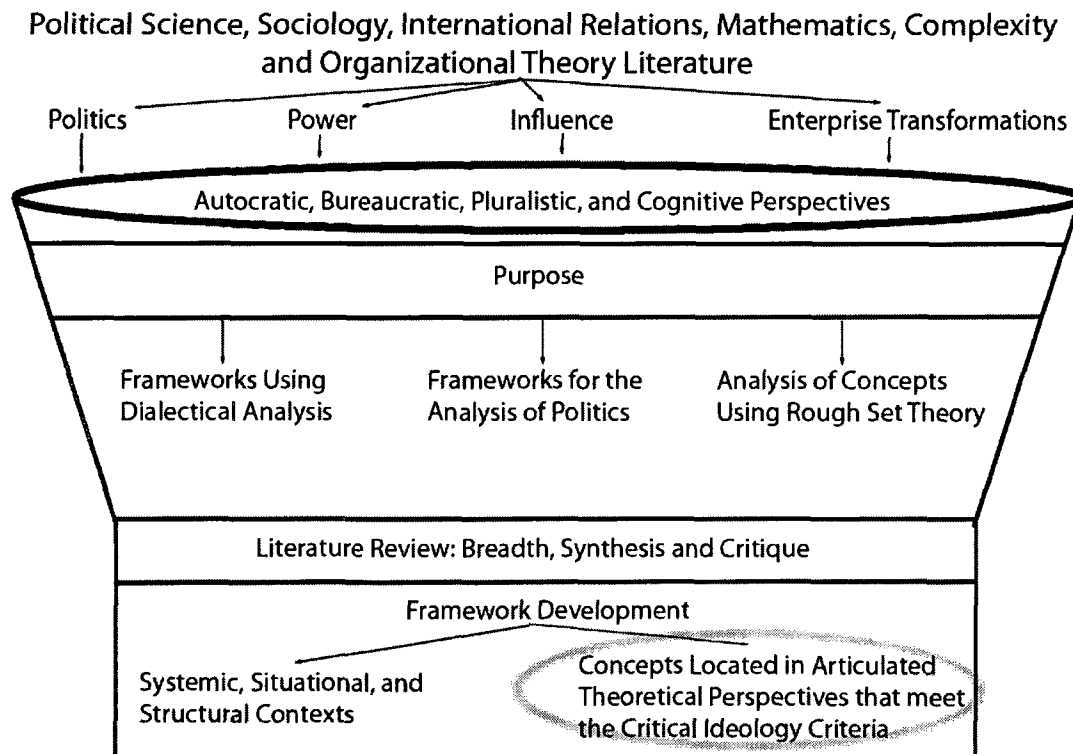 Political Science, Sociology, International Relations, Mathematics, Complexity
and Organizational Theory Literature
Politics Power Influence Enterprise Transformations
Autocratic, Bureaucratic, Pluralistic, and Cognitive Perspectives
Purpose
Frameworks Using
Dialectical Analysis
Frameworks for the
Analysis of Politics
Analysis of Concepts
Using Rough Set Theory
Literature Review: Breadth, Synthesis and Critique
Framework Development
Systemic, Situational, and
Structural Contexts
Concepts Located in Articulated
Theoretical Perspectives that meet
the Critical Ideology Criteria